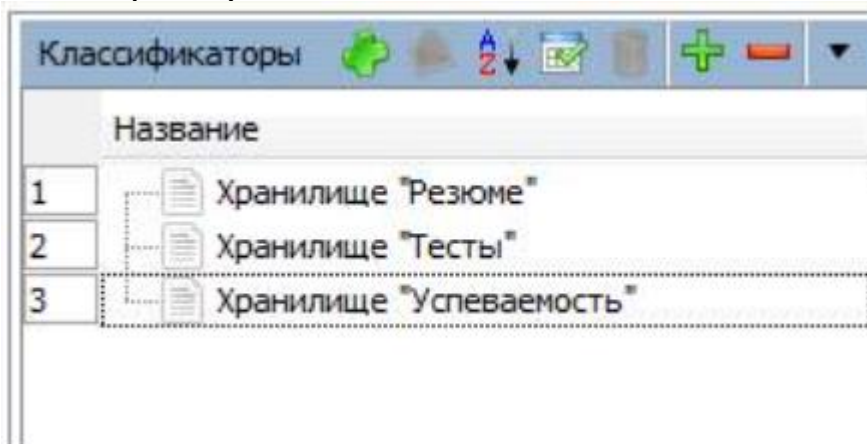 Классификаторы
Название
1 Хранилище "Резюме"
2 Хранилище "Тесты"
3 Хранилище "Успеваемость"